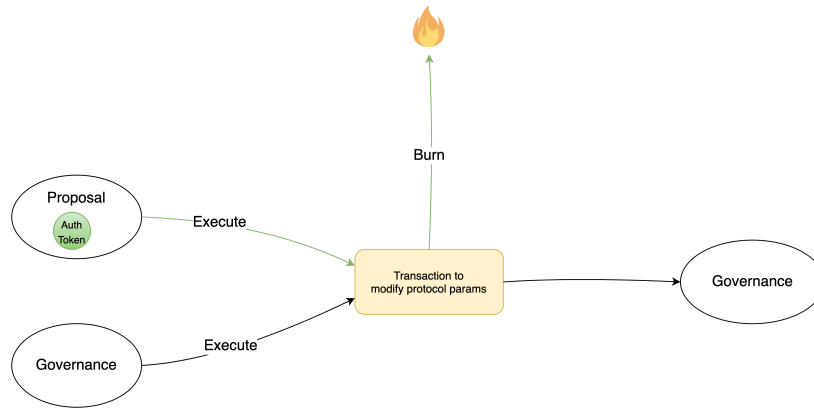 Burn
Proposal
Auth
Token
Execute
Transaction to
modify protocol params
Governance
Execute
Governance